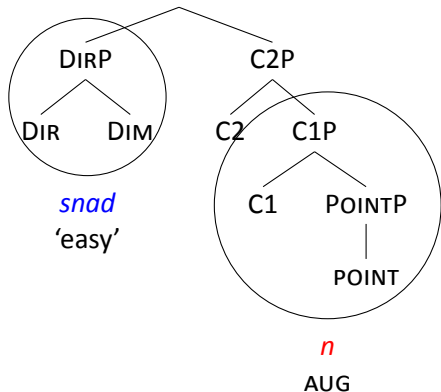 DirP C2P
Dir Dim C2 C1P
snad C1 PointP
‘easy’ point
n
aug